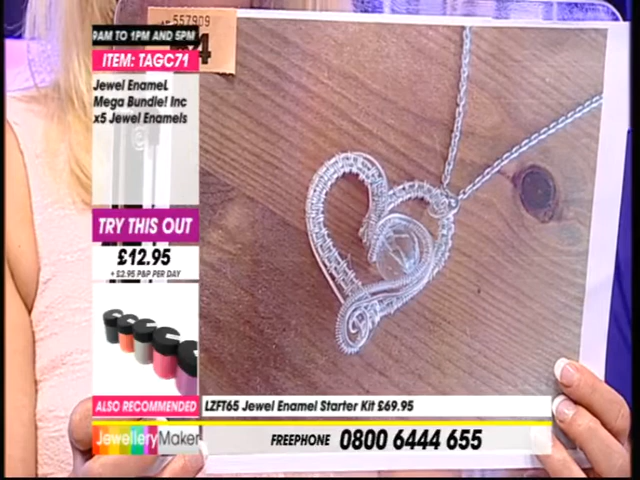 557909
4
9AM TO 1PM AND 5PM
ITEM: TAGC71
Jewel Enamel
Mega Bundle! Inc
x5 Jewel Enamels
TRY THIS OUT
£12.95
+ £2.95 P&P PER DAY
ALSO RECOMMENDED
LZFT65 Jewel Enamel Starter Kit £69.95
JewelleryMaker
FREEPHONE 0800 6444 655